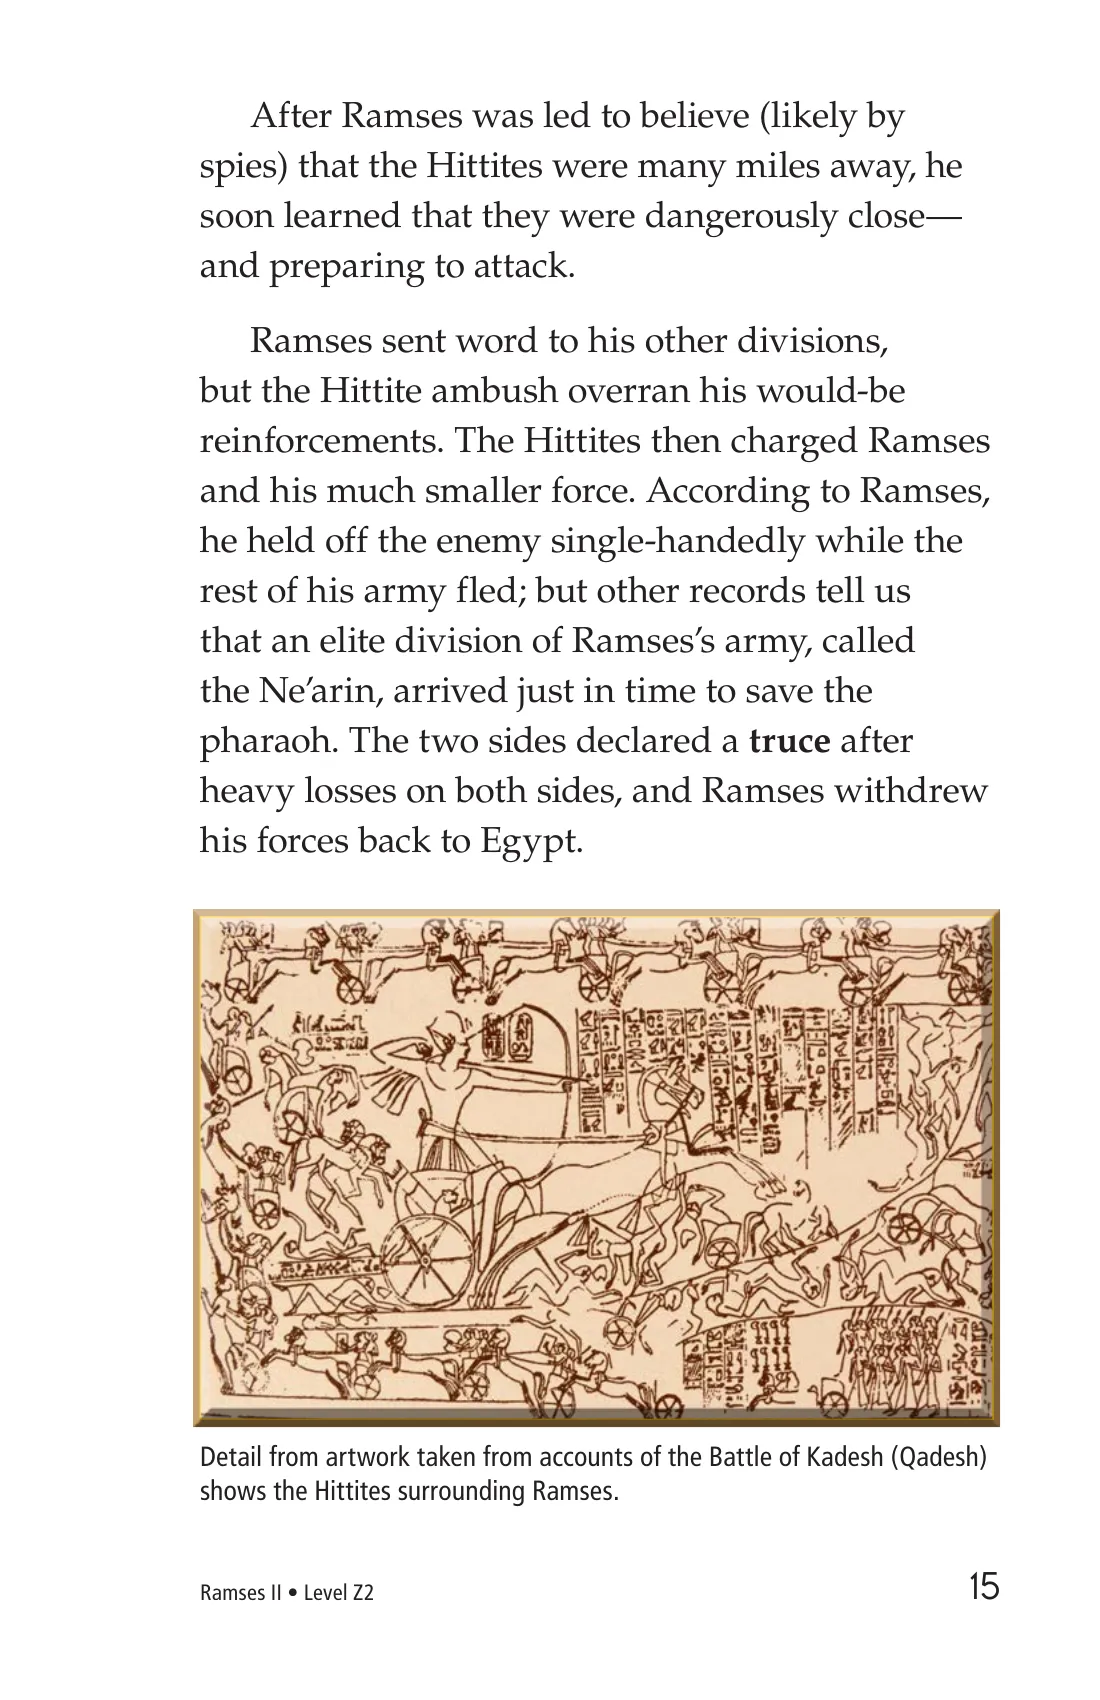 After Ramses was led to believe (likely by
spies) that the Hittites were many miles away, he
soon learned that they were dangerously close—
and preparing to attack.
Ramses sent word to his other divisions,
but the Hittite ambush overran his would-be
reinforcements. The Hittites then charged Ramses
and his much smaller force. According to Ramses,
he held off the enemy single-handedly while the
rest of his army fled; but other records tell us
that an elite division of Ramses’s army, called
the Ne’arin, arrived just in time to save the
pharaoh. The two sides declared a truce after
heavy losses on both sides, and Ramses withdrew
his forces back to Egypt.
Detail from artwork taken from accounts of the Battle of Kadesh (Qadesh)
shows the Hittites surrounding Ramses.
Ramses II • Level Z2
15